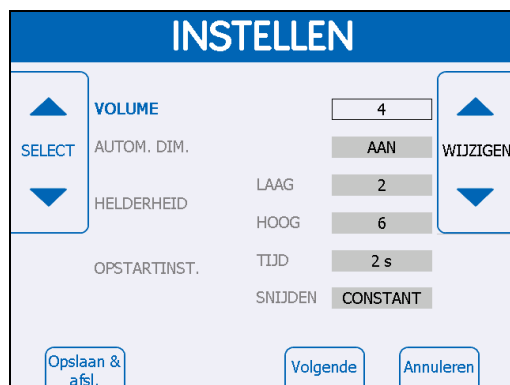 INSTELLEN
SELECT
VOLUME 4
AUTOM. DIM. AAN
HELDERHEID
LAAG 2
HOOG 6
OPSTARTINST.
TIJD 2 s
SNIJDEN CONSTANT
WIJZIGEN
Opslaan &
afsl.
Volgende
Annuleren